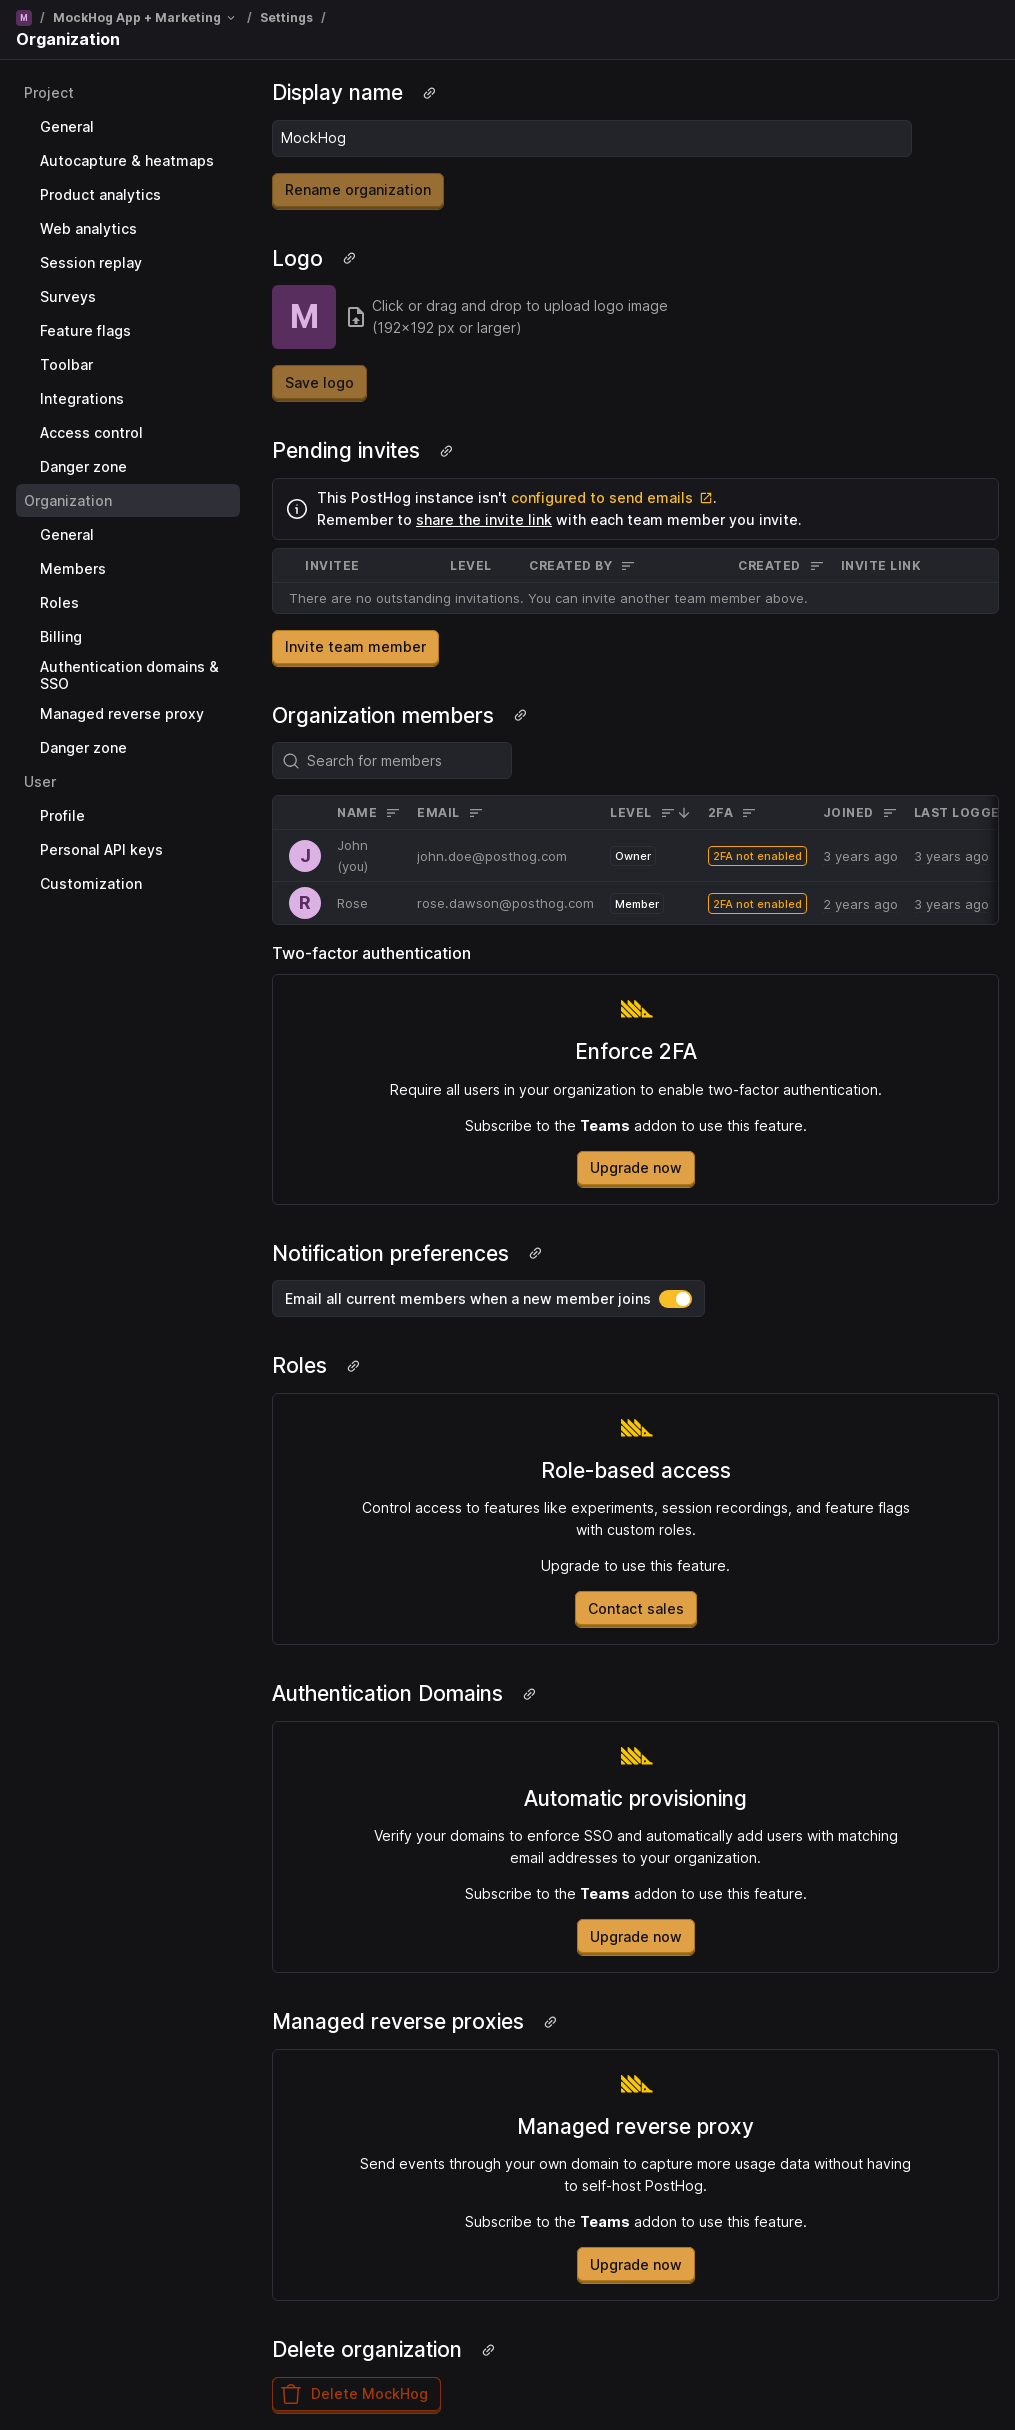 M / MockHog App + Marketing / Settings /
Organization
Project
General
Autocapture & heatmaps
Product analytics
Web analytics
Session replay
Surveys
Feature flags
Toolbar
Integrations
Access control
Danger zone
Organization
General
Members
Roles
Billing
Authentication domains &
SSO
Managed reverse proxy
Danger zone
User
Profile
Personal API keys
Customization
Display name
MockHog
Rename organization
Logo
M
Click or drag and drop to upload logo image
(192×192 px or larger)
Save logo
Pending invites
This PostHog instance isn't configured to send emails.
Remember to share the invite link with each team member you invite.
INVITEE LEVEL CREATED BY CREATED INVITE LINK
There are no outstanding invitations. You can invite another team member above.
Invite team member
Organization members
Search for members
NAME EMAIL LEVEL 2FA JOINED LAST LOGGE
J John (you) john.doe@posthog.com Owner 2FA not enabled 3 years ago 3 years ago
R Rose rose.dawson@posthog.com Member 2FA not enabled 2 years ago 3 years ago
Two-factor authentication
Enforce 2FA
Require all users in your organization to enable two-factor authentication.
Subscribe to the Teams addon to use this feature.
Upgrade now
Notification preferences
Email all current members when a new member joins
Roles
Role-based access
Control access to features like experiments, session recordings, and feature flags
with custom roles.
Upgrade to use this feature.
Contact sales
Authentication Domains
Automatic provisioning
Verify your domains to enforce SSO and automatically add users with matching
email addresses to your organization.
Subscribe to the Teams addon to use this feature.
Upgrade now
Managed reverse proxies
Managed reverse proxy
Send events through your own domain to capture more usage data without having
to self-host PostHog.
Subscribe to the Teams addon to use this feature.
Upgrade now
Delete organization
Delete MockHog